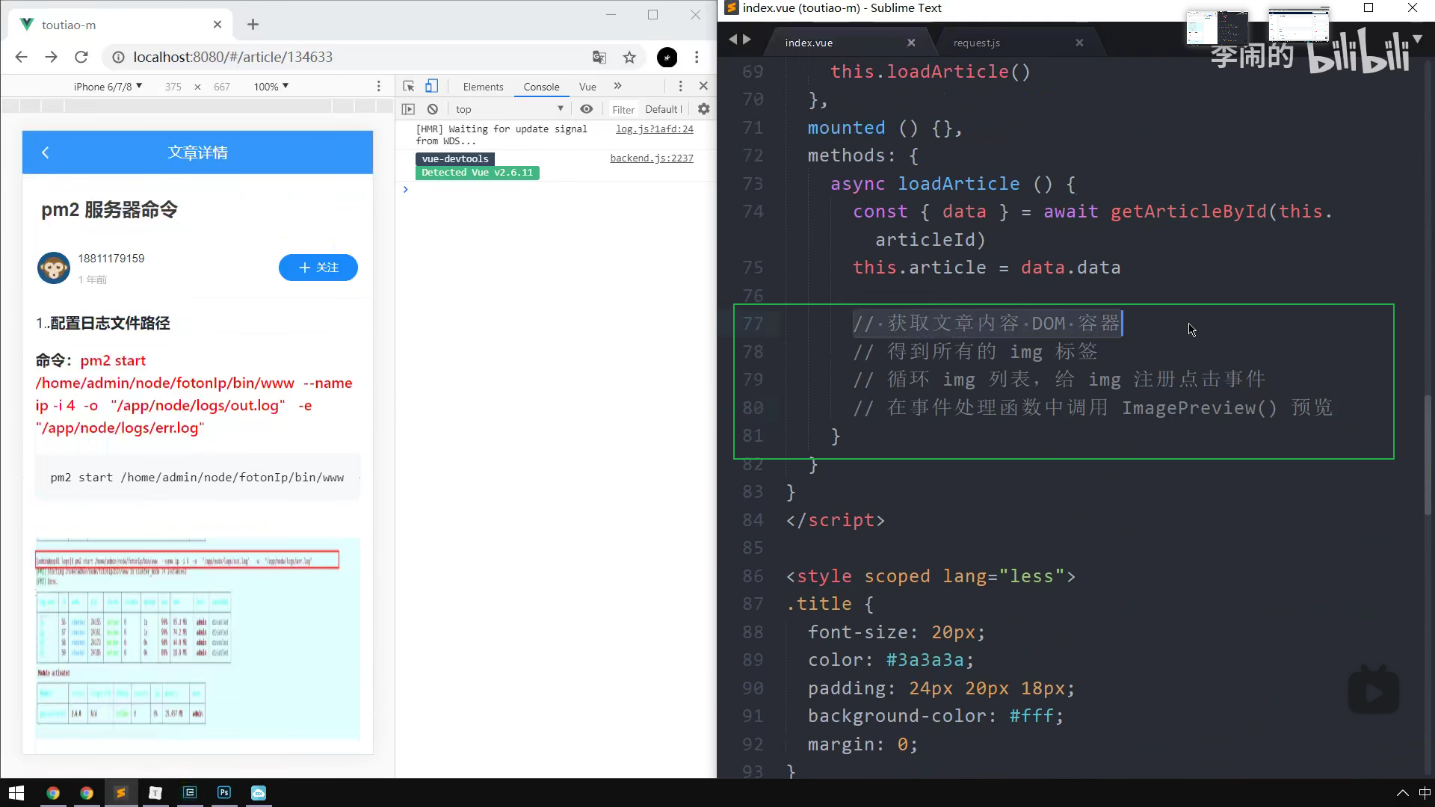 toutiao-m
localhost:8080/#/article/134633
iPhone 6/7/8 ▼ 375 × 667 100% ▼
Elements Console Vue »
top ▼ Filter Default l
[HMR] Waiting for update signal log.js?1afd:24
from WDS...
vue-devtools backend.js:2237
Detected Vue v2.6.11
文章详情
pm2 服务器命令
18811179159
1 年前
+ 关注
1..配置日志文件路径
命令：pm2 start
/home/admin/node/fotonIp/bin/www --name
ip -i 4 -o "/app/node/logs/out.log" -e
"/app/node/logs/err.log"
pm2 start /home/admin/node/fotonIp/bin/www
index.vue (toutiao-m) - Sublime Text
index.vue request.js
李闹的 bilibili
69 this.loadArticle()
70 },
71 mounted () {},
72 methods: {
73 async loadArticle () {
74 const { data } = await getArticleById(this.
articleId)
75 this.article = data.data
76
77 // 获取文章内容 DOM 容器
78 // 得到所有的 img 标签
79 // 循环 img 列表，给 img 注册点击事件
80 // 在事件处理函数中调用 ImagePreview() 预览
81 }
82 }
83 }
84 </script>
85
86 <style scoped lang="less">
87 .title {
88 font-size: 20px;
89 color: #3a3a3a;
90 padding: 24px 20px 18px;
91 background-color: #fff;
92 margin: 0;
93 }
中